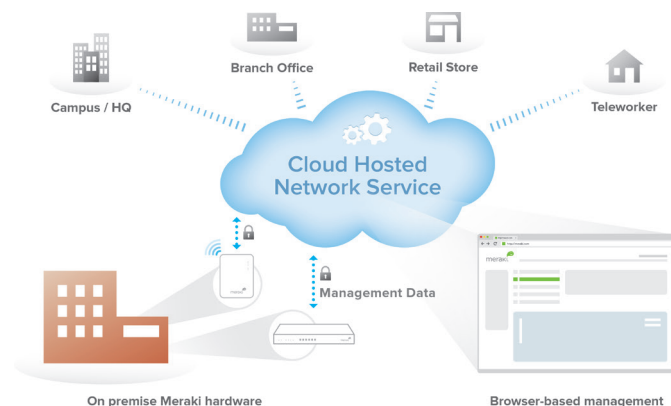 Branch Office
Retail Store
Campus / HQ
Teleworker
Cloud Hosted
Network Service
meraki
Management Data
On premise Meraki hardware
Browser-based management